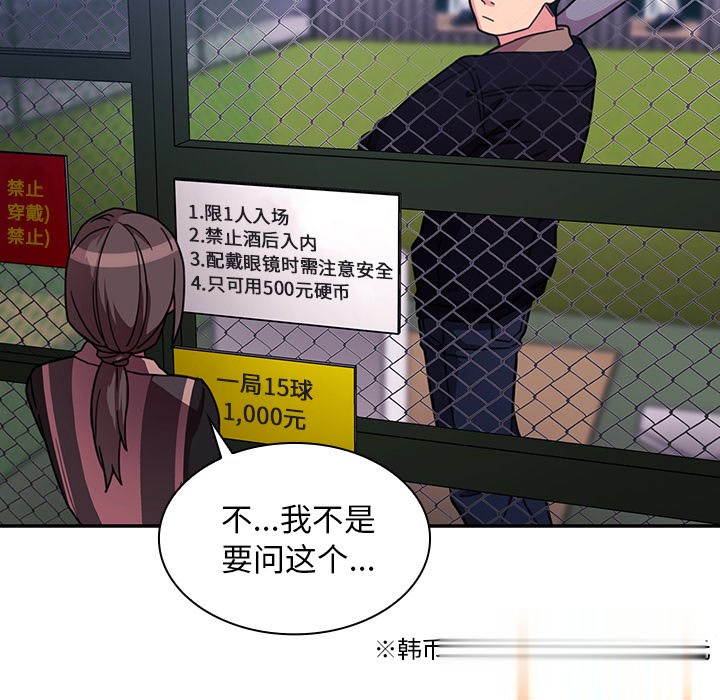 禁止
穿戴)
禁止)
1.限1人入场
2.禁止酒后入内
3.配戴眼镜时需注意安全
4.只可用500元硬币
一局15球
1,000元
不...我不是
要问这个...
※韩币